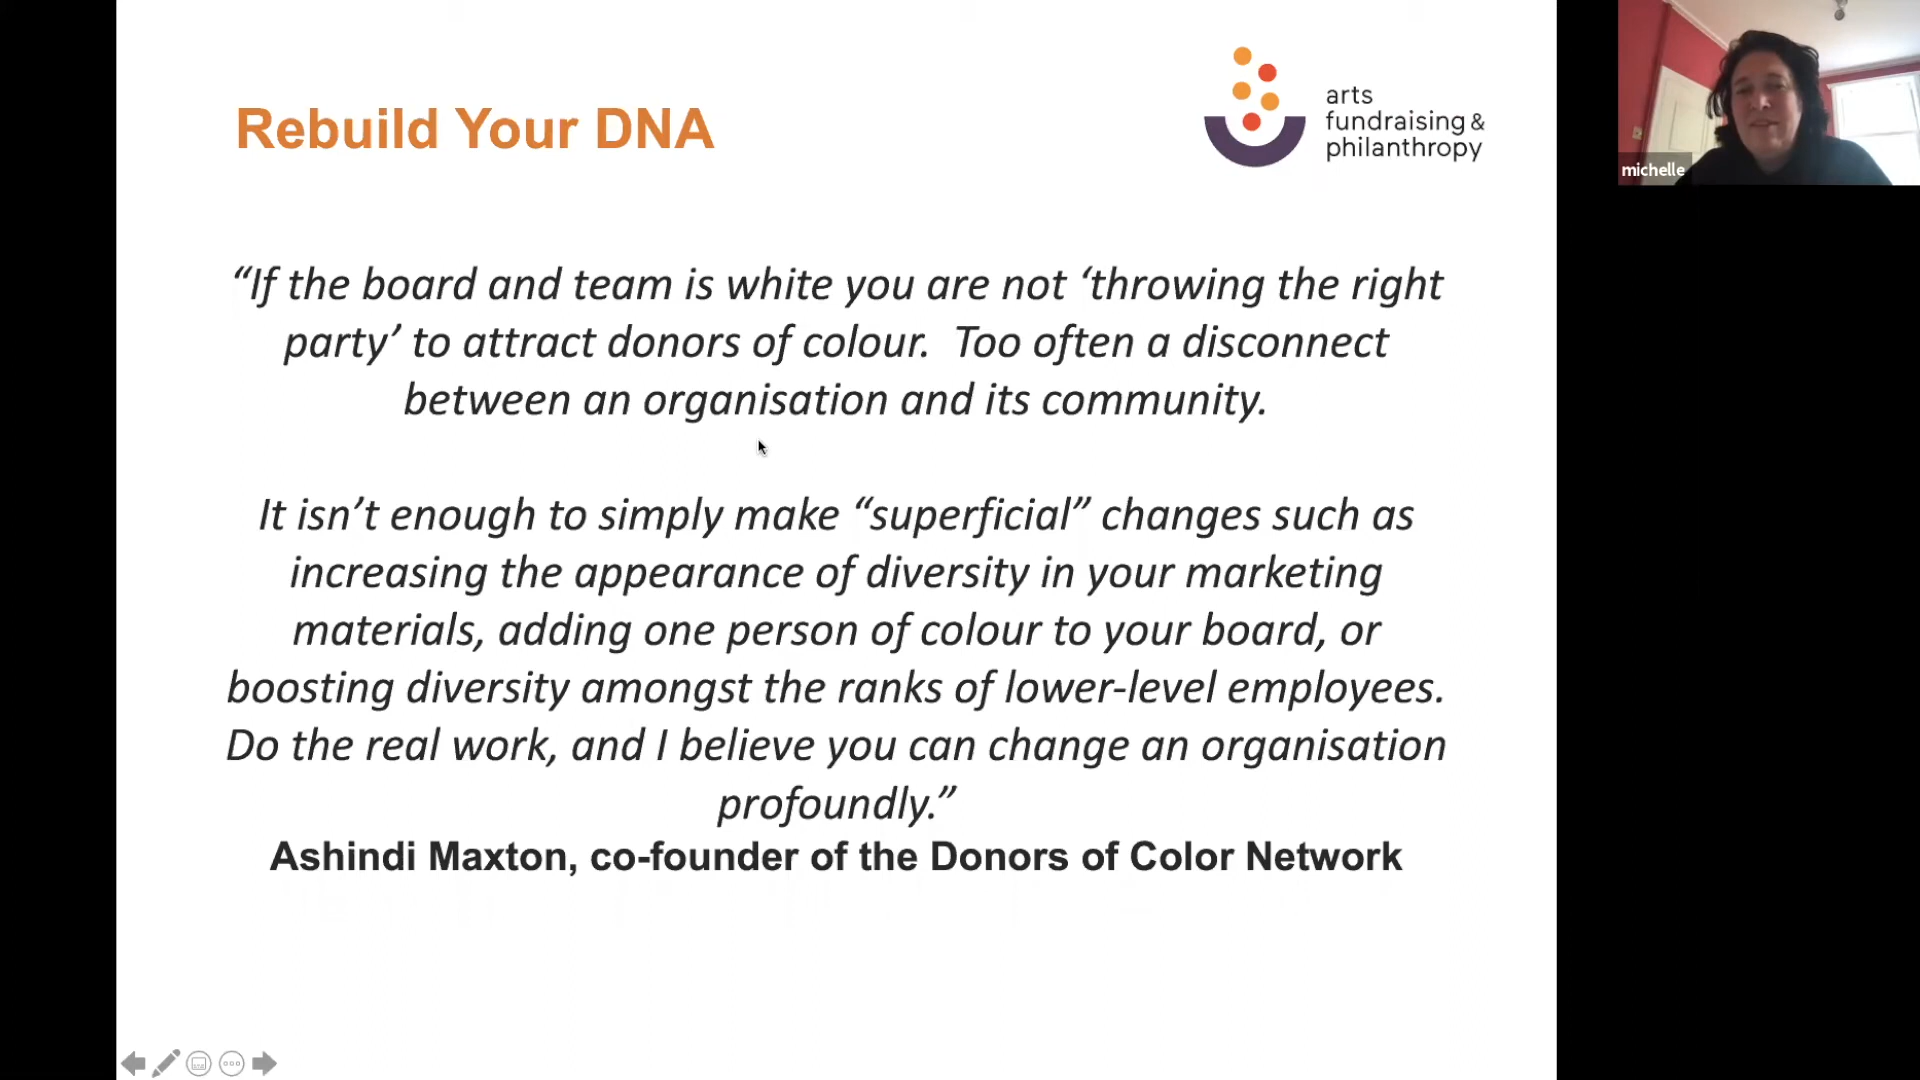 Rebuild Your DNA
arts
fundraising &
philanthropy
michelle
“If the board and team is white you are not ‘throwing the right
party’ to attract donors of colour.  Too often a disconnect
between an organisation and its community.
It isn’t enough to simply make “superficial” changes such as
increasing the appearance of diversity in your marketing
materials, adding one person of colour to your board, or
boosting diversity amongst the ranks of lower-level employees.
Do the real work, and I believe you can change an organisation
profoundly.”
Ashindi Maxton, co-founder of the Donors of Color Network